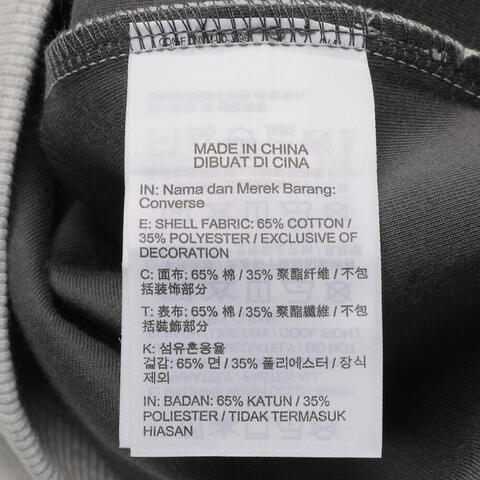 MADE IN CHINA
DIBUAT DI CINA
IN: Nama dan Merek Barang:
Converse
E: SHELL FABRIC: 65% COTTON /
35% POLYESTER / EXCLUSIVE OF
DECORATION
C: 面布: 65% 棉 / 35% 聚酯纤维 / 不包
括装饰部分
T: 表布: 65% 棉 / 35% 聚酯纖維 / 不包
括裝飾部分
K: 섬유혼용율
겉감: 65% 면 / 35% 폴리에스터 / 장식
제외
IN: BADAN: 65% KATUN / 35%
POLIESTER / TIDAK TERMASUK
HIASAN